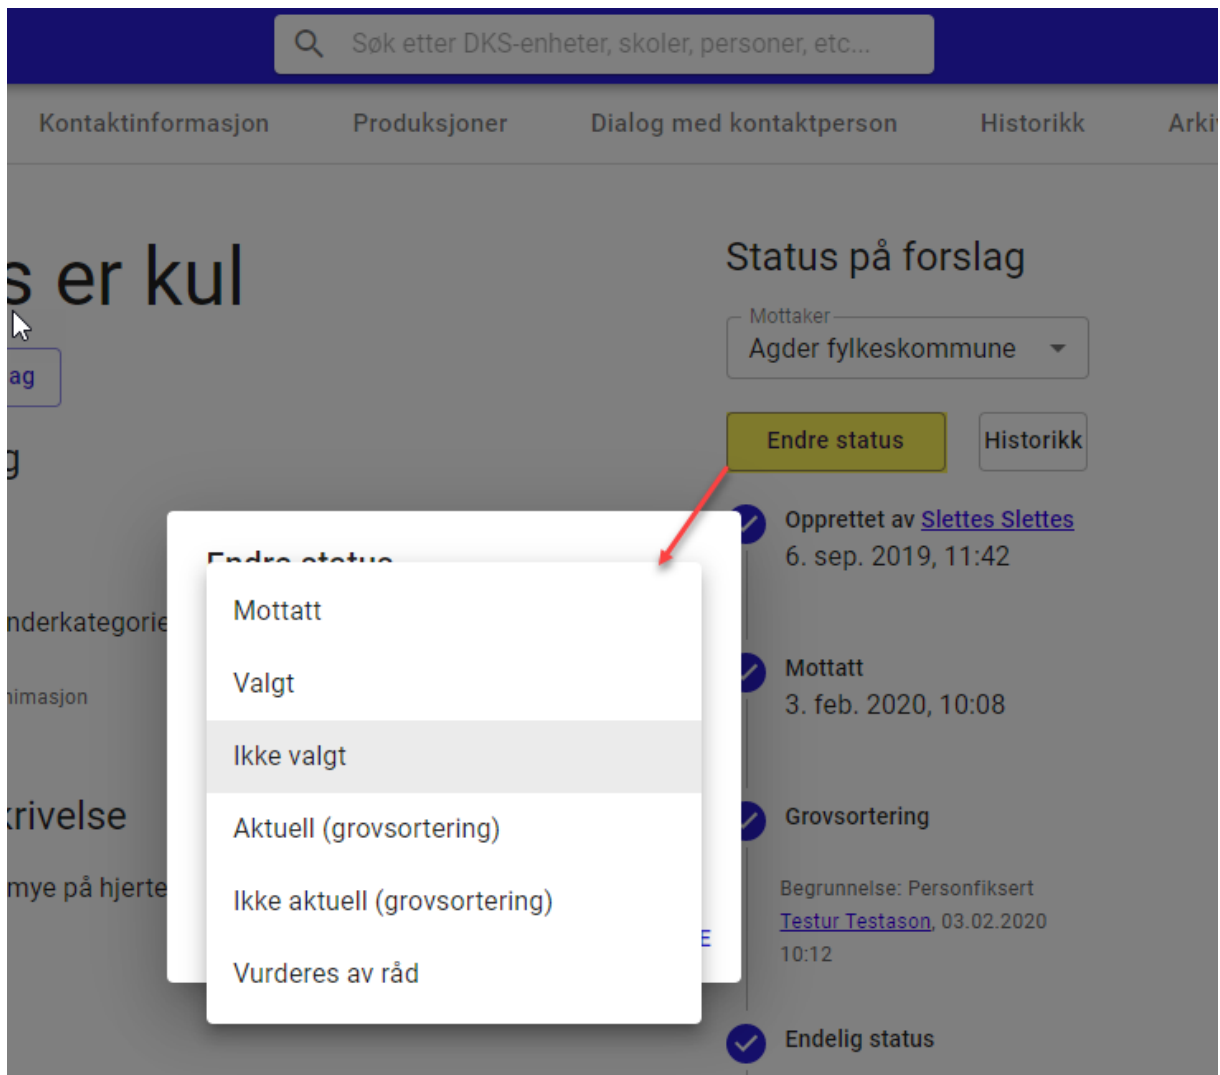 Søk etter DKS-enheter, skoler, personer, etc...
Kontaktinformasjon Produksjoner Dialog med kontaktperson Historikk Arki
s er kul
ag
g
nderkategorie
nimasjon
krivelse
mye på hjerte
Status på forslag
Mottaker
Agder fylkeskommune
Endre status Historikk
Opprettet av Slettes Slettes
6. sep. 2019, 11:42
Mottatt
3. feb. 2020, 10:08
Grovsortering
Begrunnelse: Personfiksert
Testur Testason, 03.02.2020
10:12
Endelig status
Endre status
Mottatt
Valgt
Ikke valgt
Aktuell (grovsortering)
Ikke aktuell (grovsortering)
Vurderes av råd
E